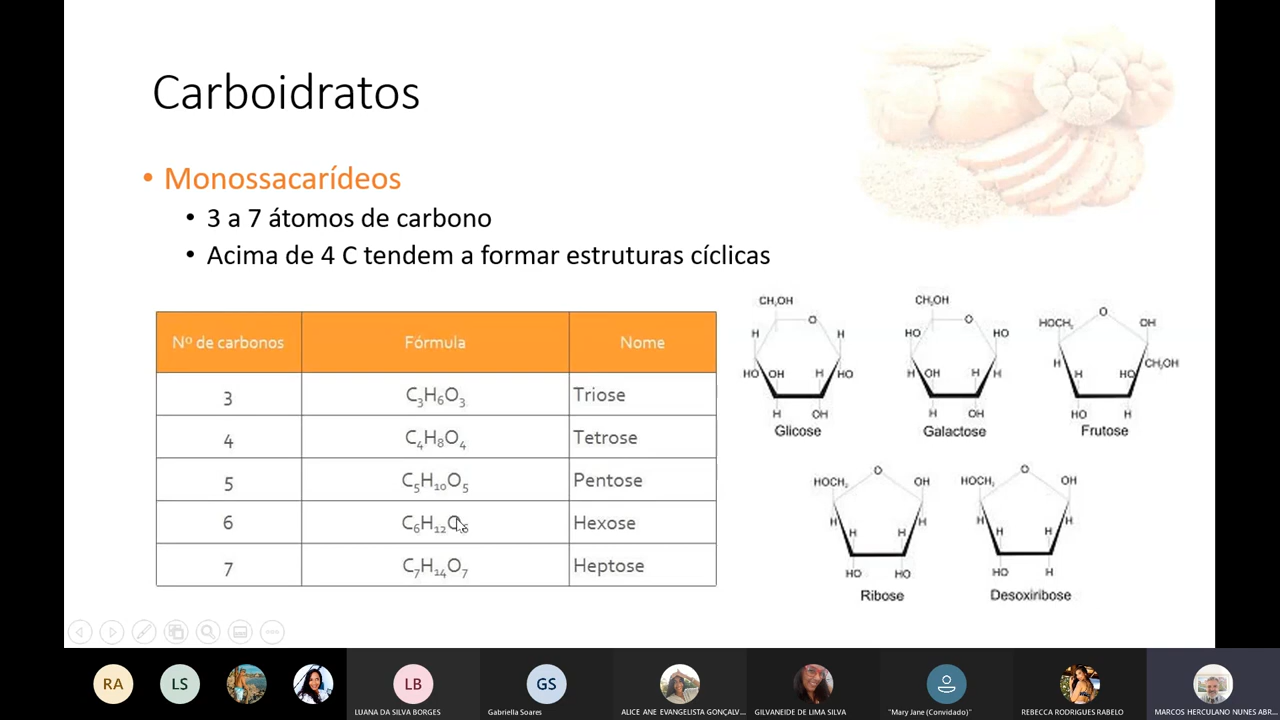 Carboidratos
• Monossacarídeos
• 3 a 7 átomos de carbono
• Acima de 4 C tendem a formar estruturas cíclicas
Nº de carbonos Fórmula Nome
3 C₃H₆O₃ Triose
4 C₄H₈O₄ Tetrose
5 C₅H₁₀O₅ Pentose
6 C₆H₁₂O₆ Hexose
7 C₇H₁₄O₇ Heptose
CH₂OH
O
H H
HO OH H HO
H OH
Glicose
CH₂OH
O
HO HO
H OH H H
H OH
Galactose
O
HOCH₂ OH
H CH₂OH
H HO
HO H
Frutose
O
HOCH₂ OH
H H
H H
HO HO
Ribose
O
HOCH₂ OH
H H
H H
HO H
Desoxiribose
RA
LS
LB
LUANA DA SILVA BORGES
GS
Gabriella Soares
ALICE ANE EVANGELISTA GONÇALV...
GILVANEIDE DE LIMA SILVA
"Mary Jane (Convidado)"
REBECCA RODRIGUES RABELO
MARCOS HERCULANO NUNES ABR...